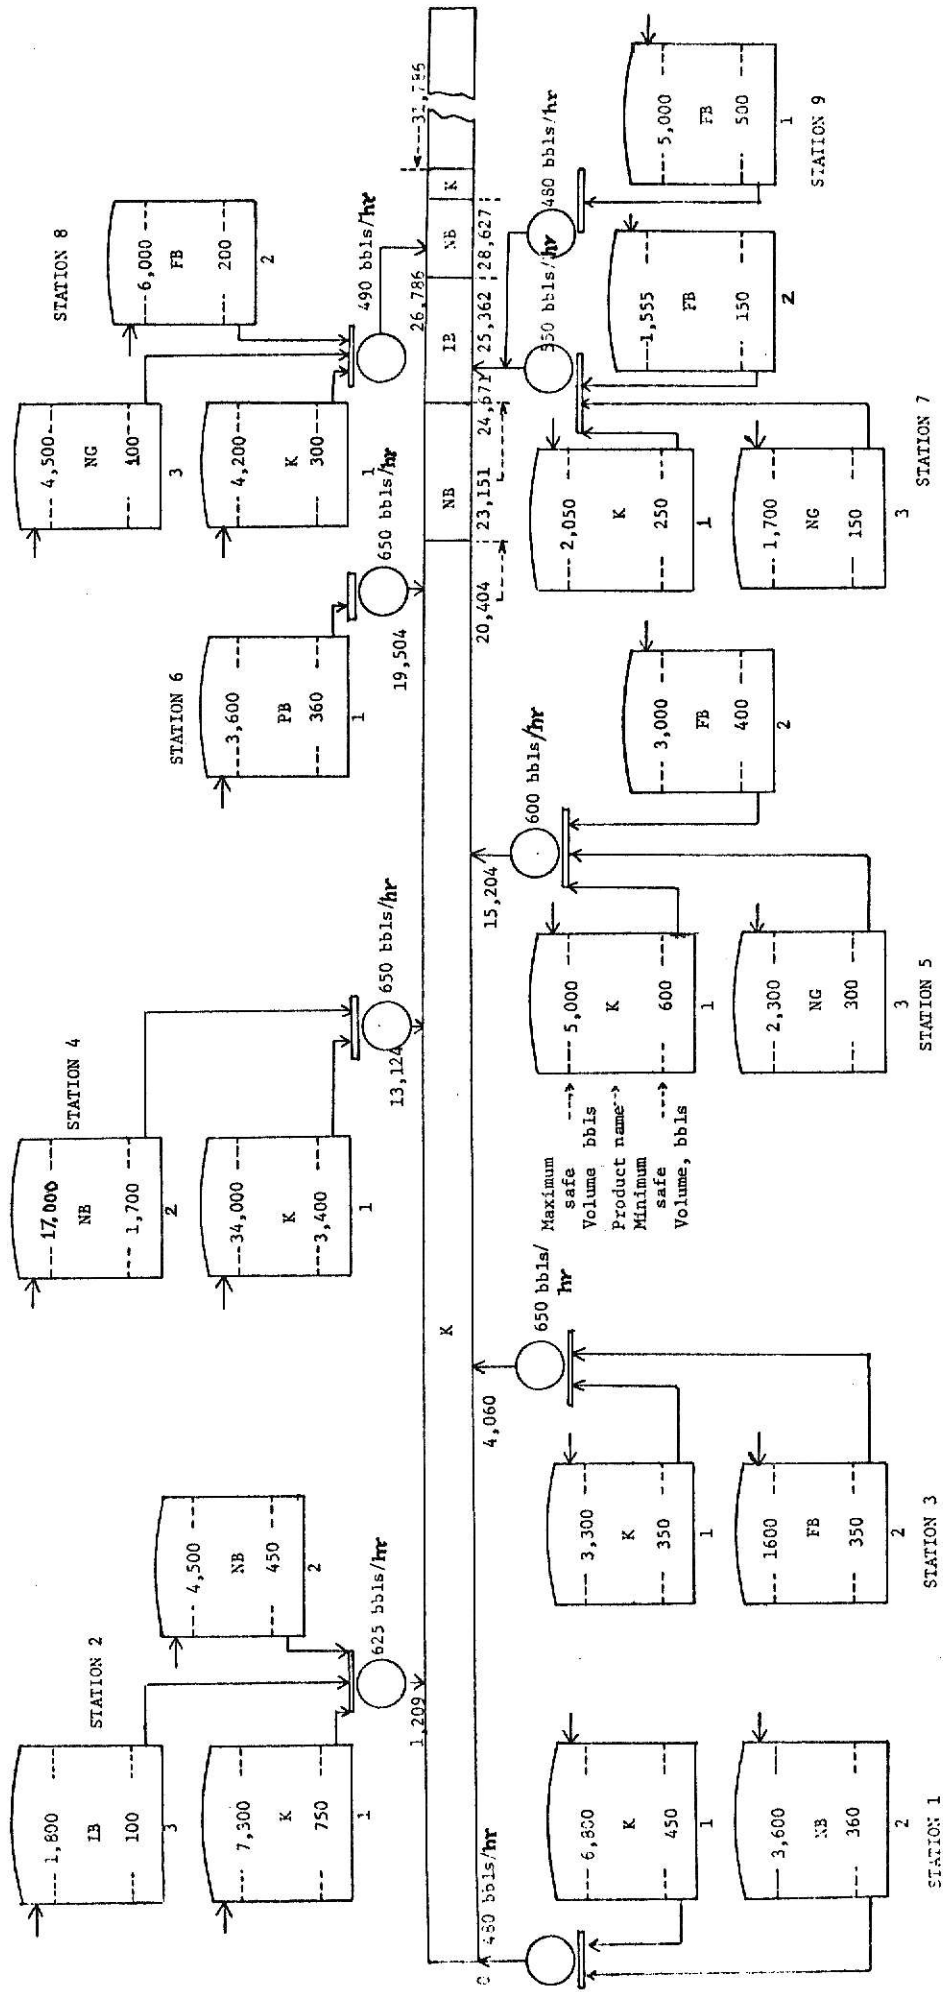 STATION 2
1,800
100
3
7,300
K
750
1
4,500
NB
450
2
625 bbls/hr
1,209
STATION 4
17,000
NB
1,700
2
34,000
K
3,400
1
650 bbls/hr
13,124
STATION 6
3,600
PB
360
1
650 bbls/hr
19,504
STATION 8
4,500
NG
3
4,200
K
300
1
6,000
FB
200
2
490 bbls/hr
26,786
K
NB
IB
NB
K
0
480 bbls/hr
4,060
15,204
20,404
23,151
24,671
25,362
28,627
STATION 1
6,800
K
450
1
3,600
NB
360
2
STATION 3
650 bbls/
hr
3,300
K
350
1
1600
FB
350
2
Maximum
safe
Volume bbls
Product name
Minimum
safe
Volume, bbls
STATION 5
600 bbls/hr
5,000
K
600
1
2,300
NG
300
3
3,000
FB
400
2
STATION 7
bbls/hr
2,050
K
250
1
1,700
NG
150
3
1,555
FB
150
2
STATION 9
480 bbls/hr
5,000
FB
500
1